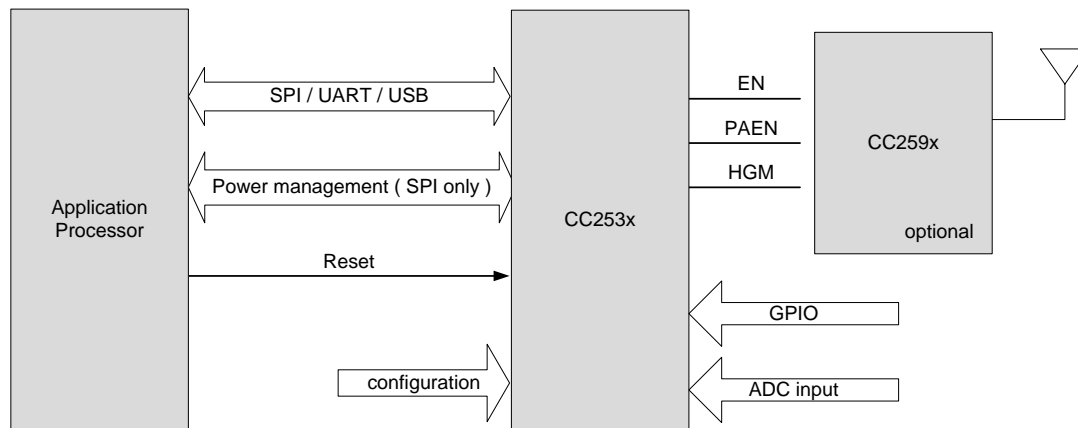 SPI / UART / USB
Power management ( SPI only )
Application
Processor
Reset
configuration
CC253x
EN
PAEN
HGM
CC259x
optional
GPIO
ADC input